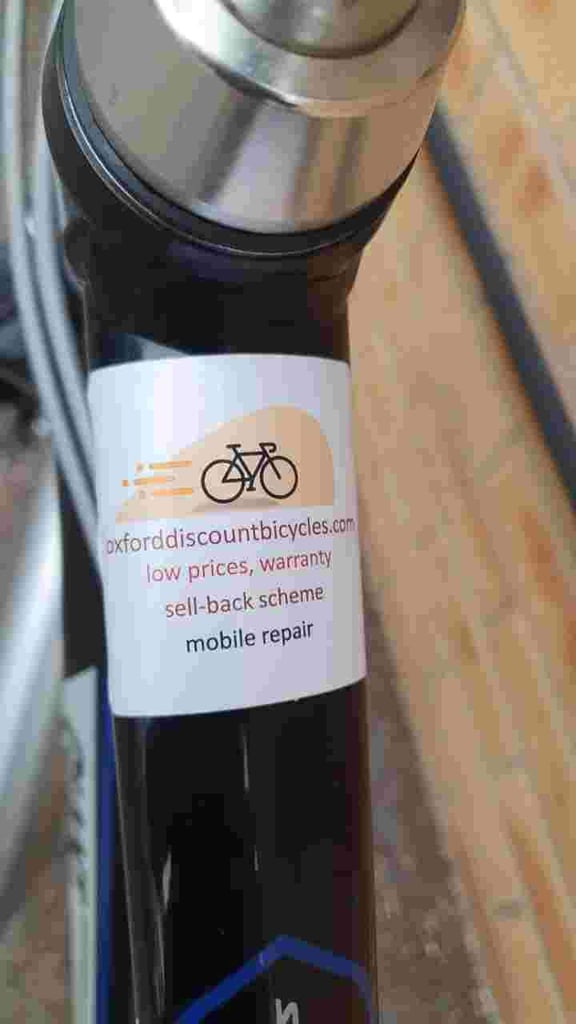 oxforddiscountbicycles.com
low prices, warranty
sell-back scheme
mobile repair